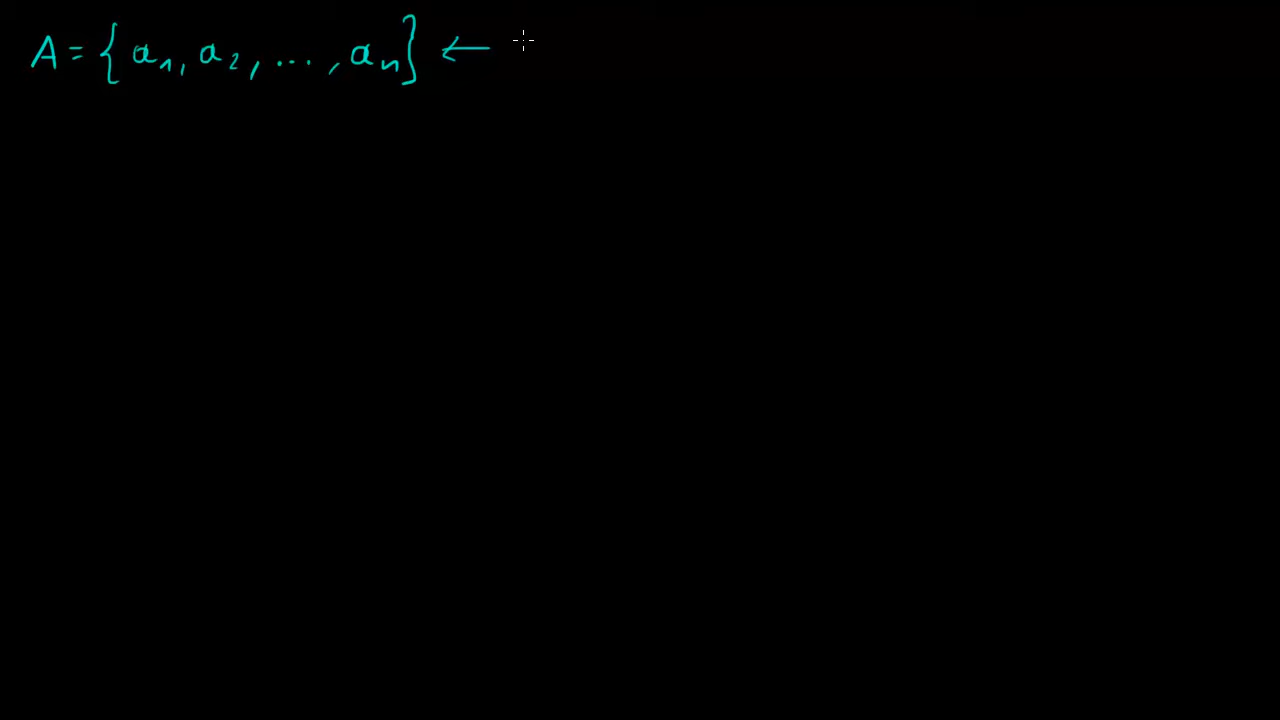 A = { a₁, a₂, ..., aₙ } ←